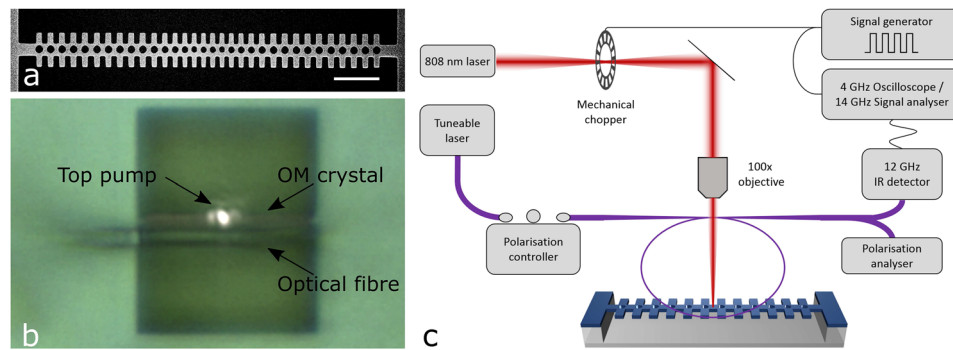 a
Top pump
OM crystal
Optical fibre
b
808 nm laser
Mechanical
chopper
Signal generator
4 GHz Oscilloscope /
14 GHz Signal analyser
Tuneable
laser
100x
objective
12 GHz
IR detector
Polarisation
controller
Polarisation
analyser
c